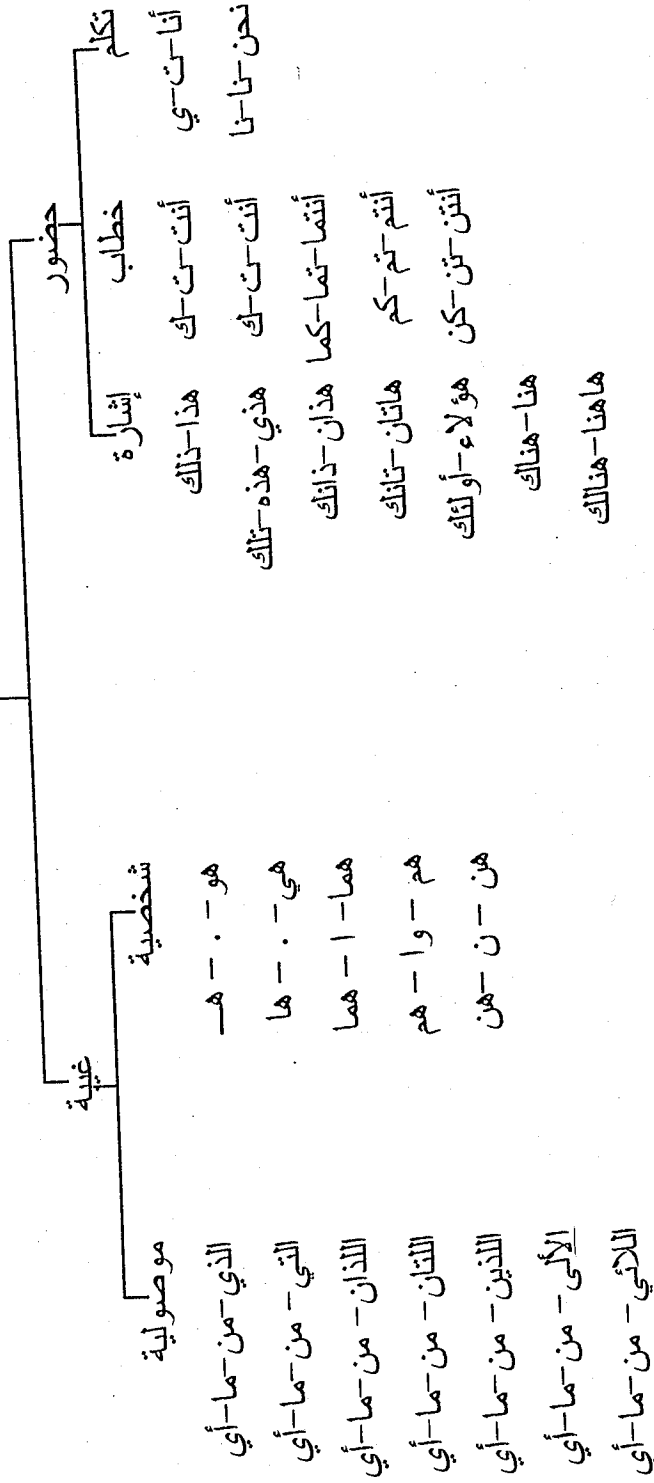 حضور غيبة
تكلم خطاب إشارة شخصية موصولية
أنا-ت-ي أنت-ت-ك هذا-ذلك هو - . - هـ الذي-من-ما-أي
نحن-نا-نا أنت-ت-ك هذي-هذه-تلك هي - . - ها التي - من-ما-أي
أنتما-تما-كما هذان-ذانك هما - ا - هما اللذان - من-ما-أي
أنتم-تم-كم هاتان-تانك هم - وا - هم اللتان - من-ما-أي
أنتن-تن-كن هؤلاء-أولئك هن - ن - هن الذين - من-ما-أي
هنا-هناك الألى - من-ما-أي
هاهنا-هنالك اللائي - من-ما-أي